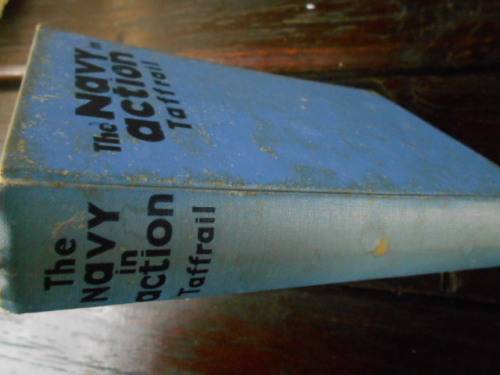 The Navy in
action
Taffrail
The
Navy
in
action
Taffrail